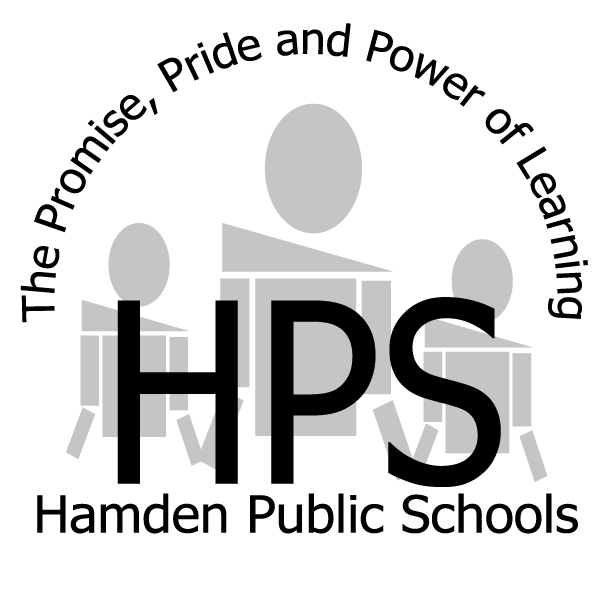 The Promise, Pride and Power of Learning
HPS
Hamden Public Schools